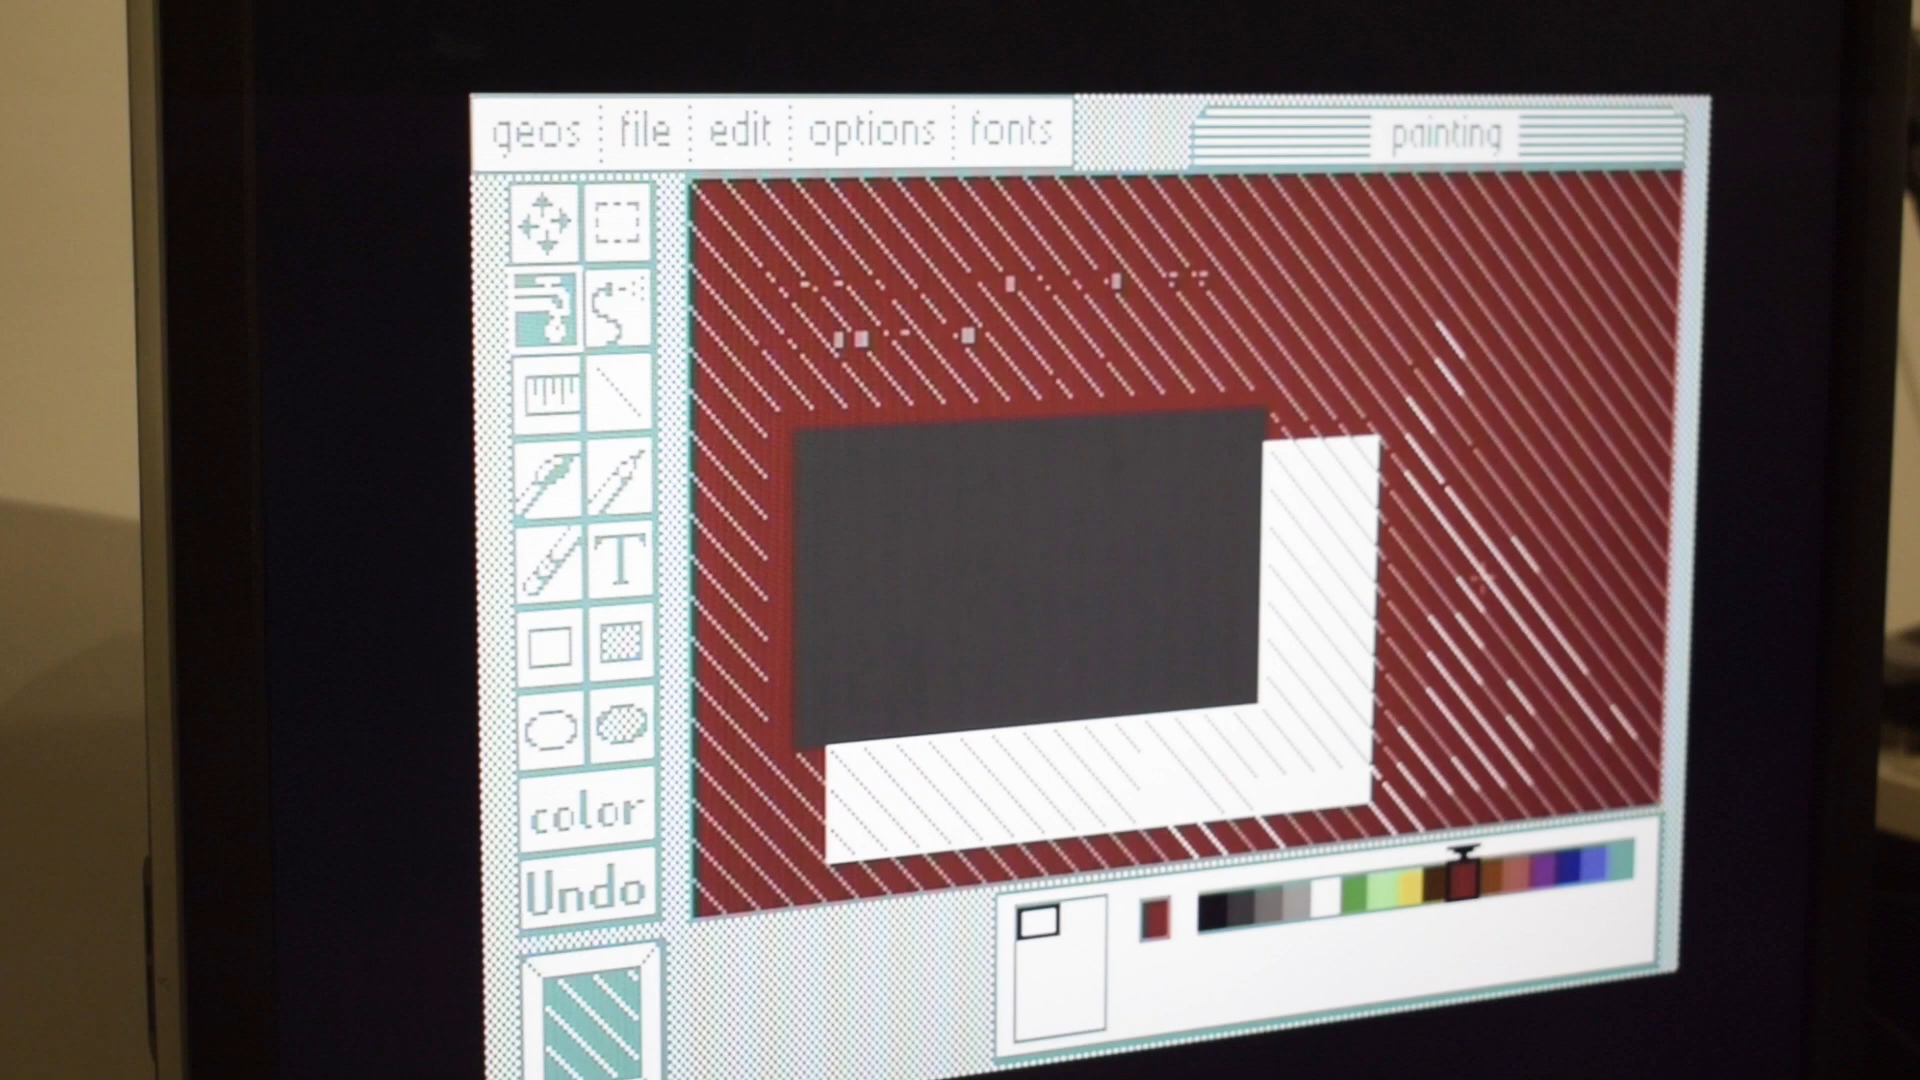 geos file edit options fonts
painting
T
color
Undo